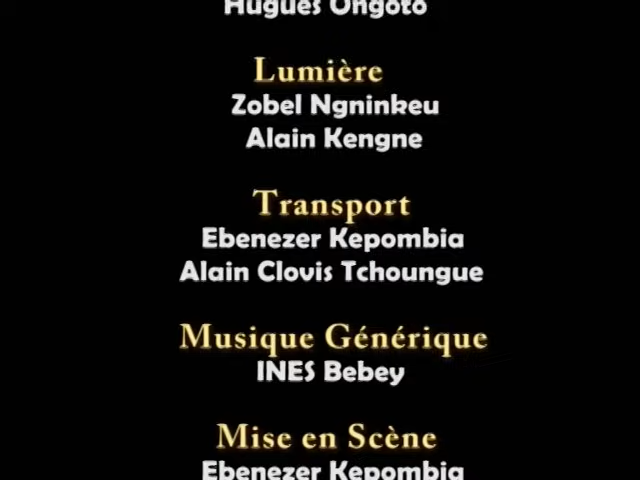 Hugues Ongoto
Lumière
Zobel Ngninkeu
Alain Kengne
Transport
Ebenezer Kepombia
Alain Clovis Tchoungue
Musique Générique
INES Bebey
Mise en Scène
Ebenezer Kepombia